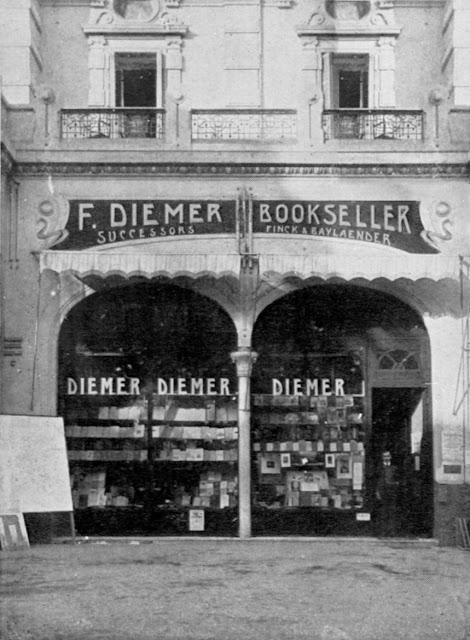 F. DIEMER
SUCCESSORS
BOOKSELLER
FINCK & BAYLAENDER.
DIEMER DIEMER DIEMER